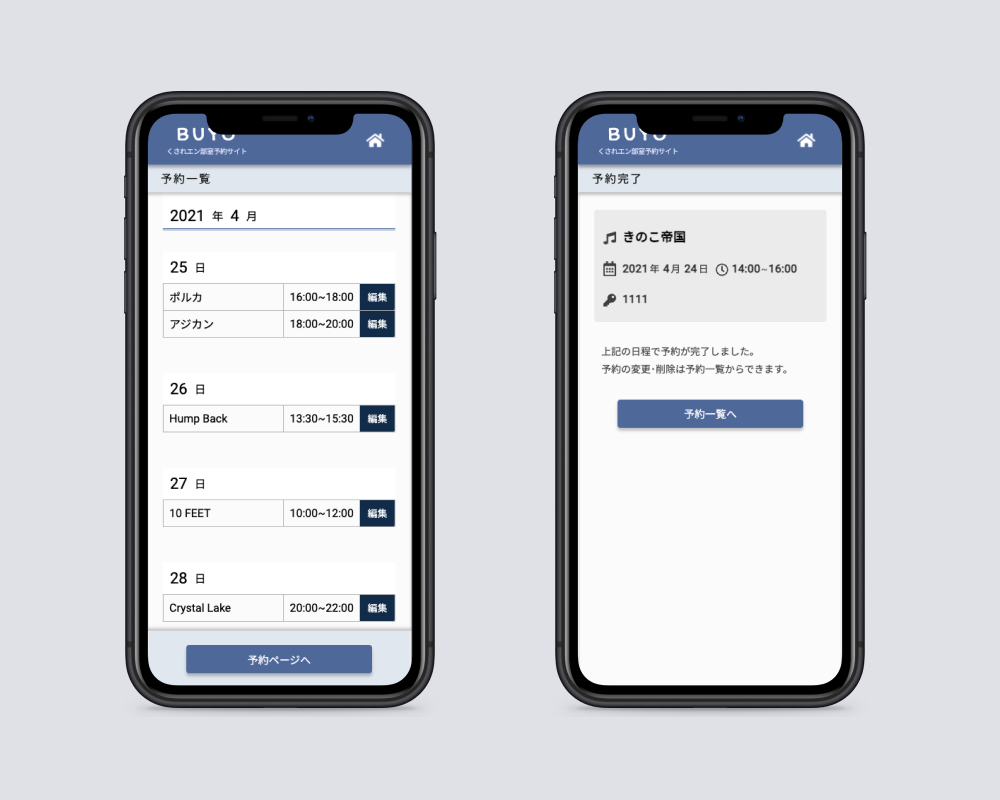 BUYO
くされエン部室予約サイト
予約一覧
2021 年 4 月
25 日
ポルカ 16:00~18:00 編集
アジカン 18:00~20:00 編集
26 日
Hump Back 13:30~15:30 編集
27 日
10 FEET 10:00~12:00 編集
28 日
Crystal Lake 20:00~22:00 編集
予約ページへ
BUYO
くされエン部室予約サイト
予約完了
きのこ帝国
2021年 4月 24日 14:00~16:00
1111
上記の日程で予約が完了しました。
予約の変更・削除は予約一覧からできます。
予約一覧へ